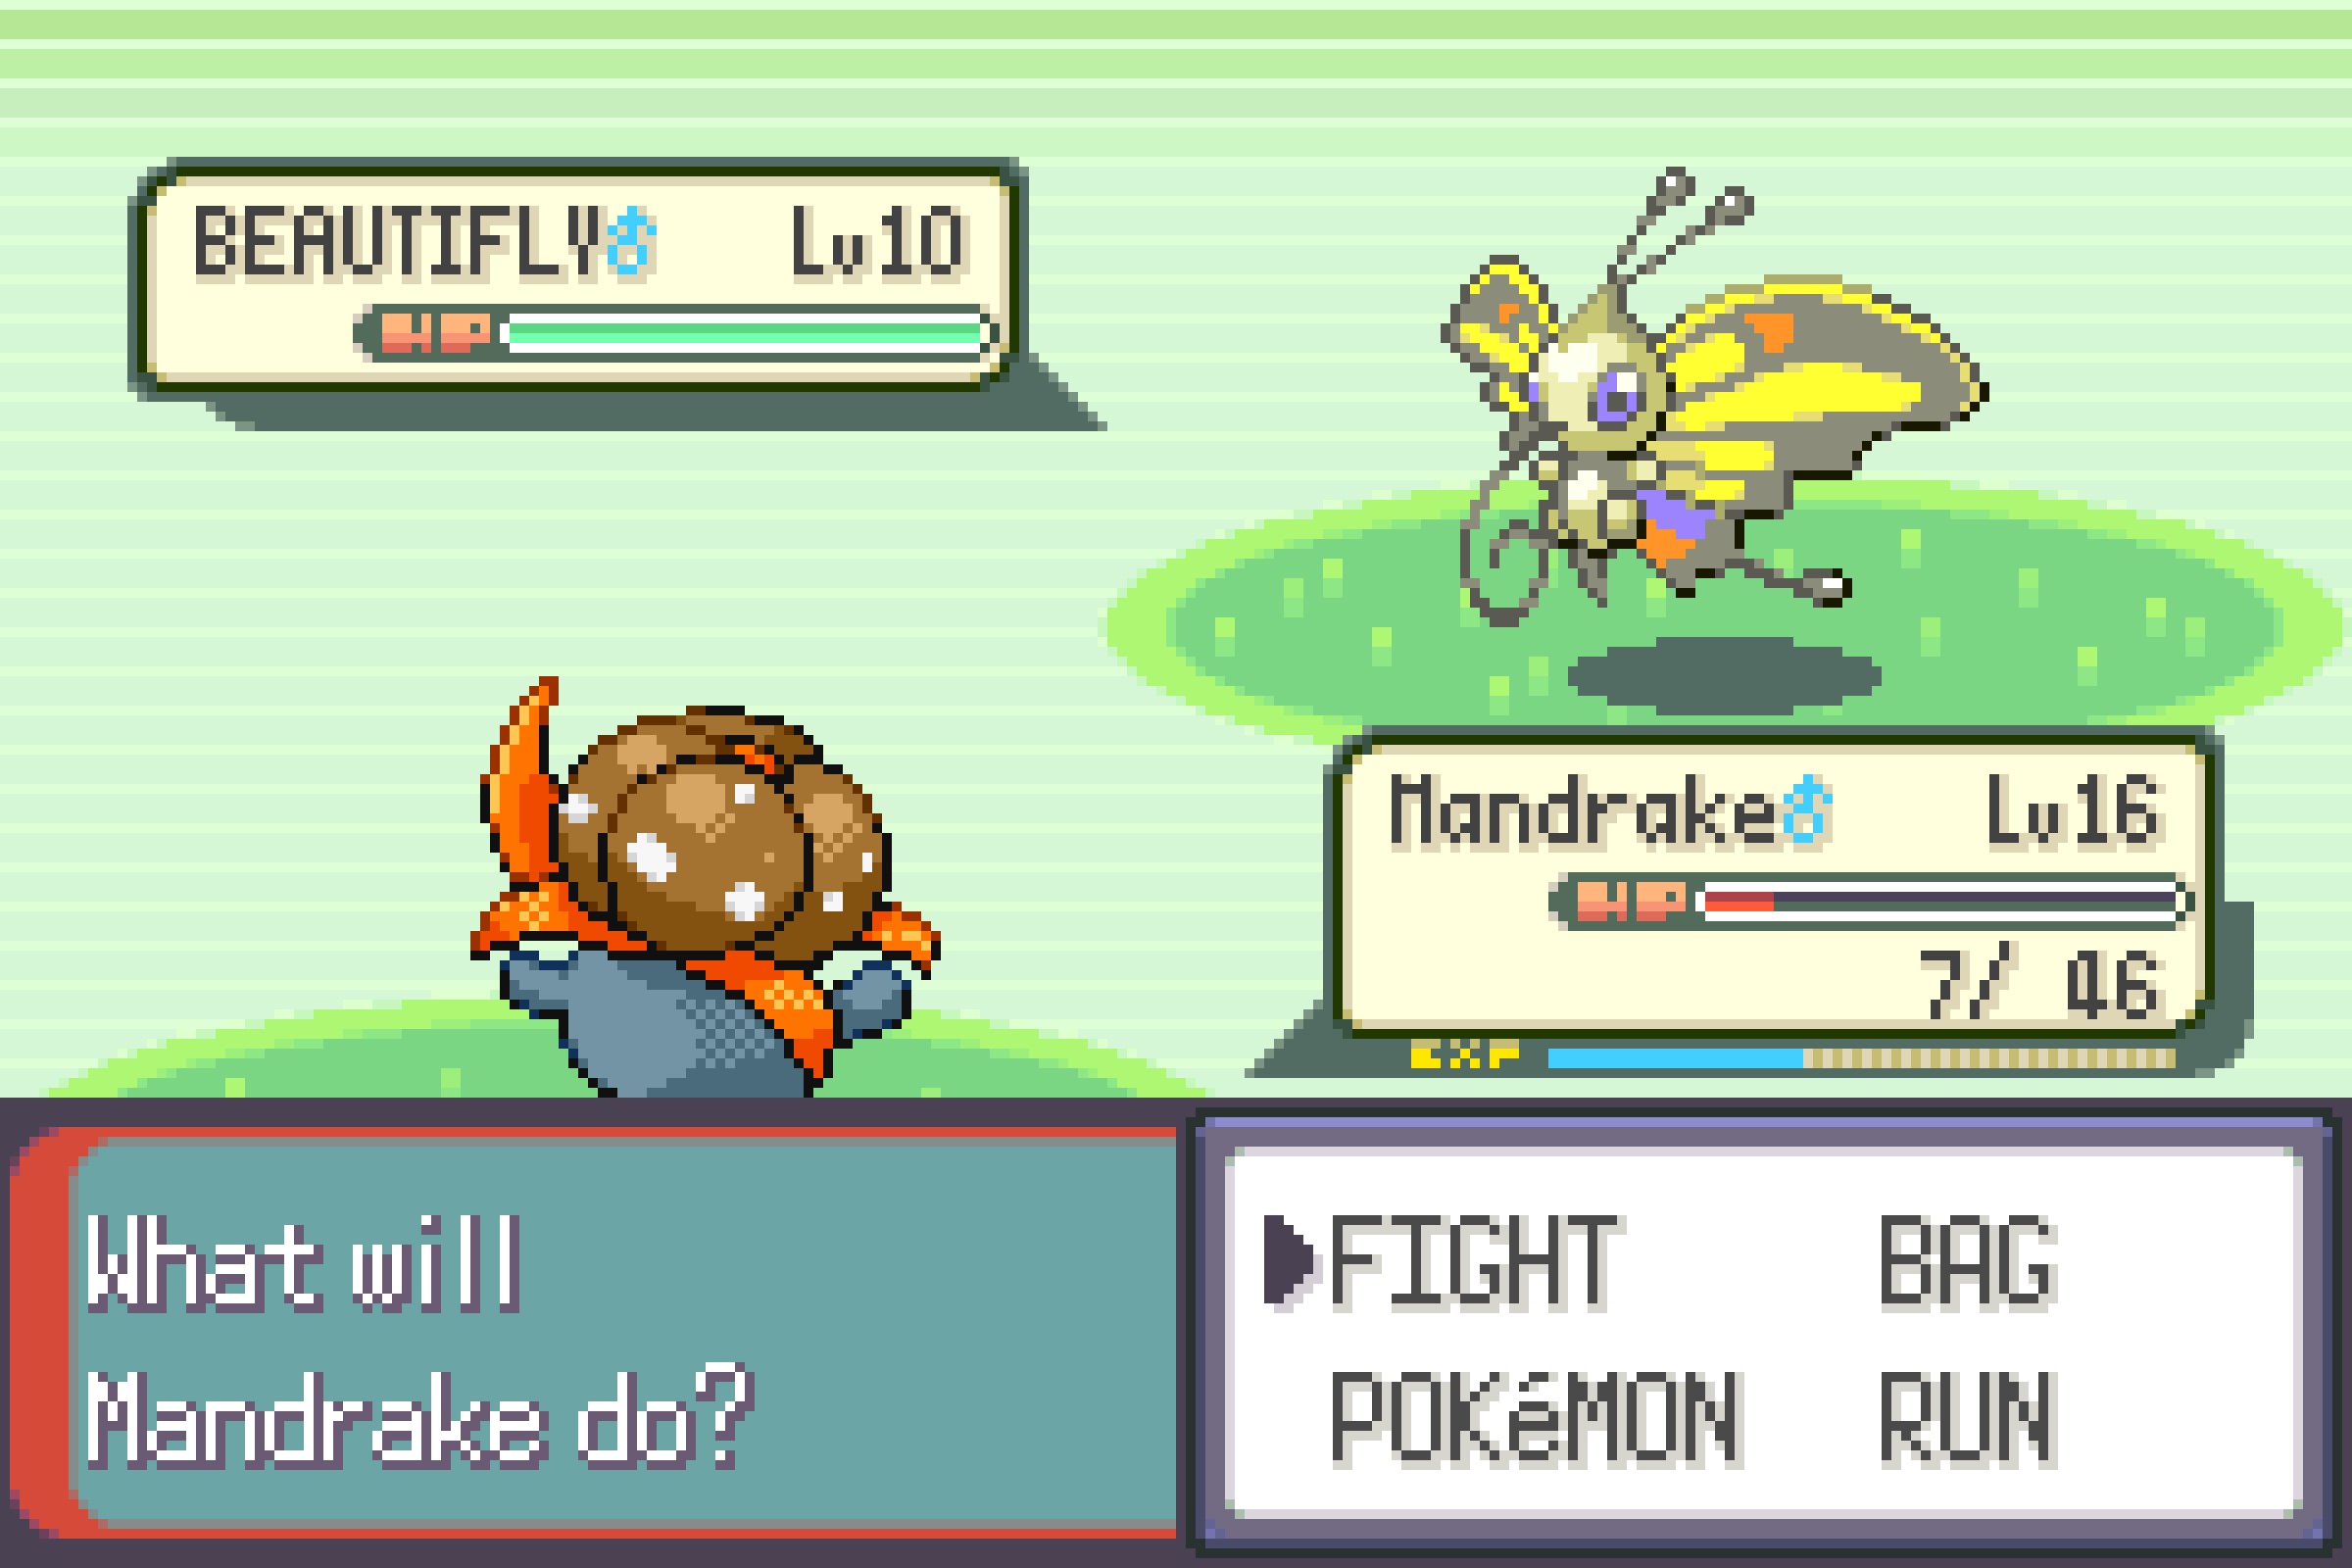 BEAUTIFLY♂ Lv10
HP
Mandrake♂ Lv16
HP
7/ 46
EXP
What will
Mandrake do?
▶FIGHT BAG
POKéMON RUN